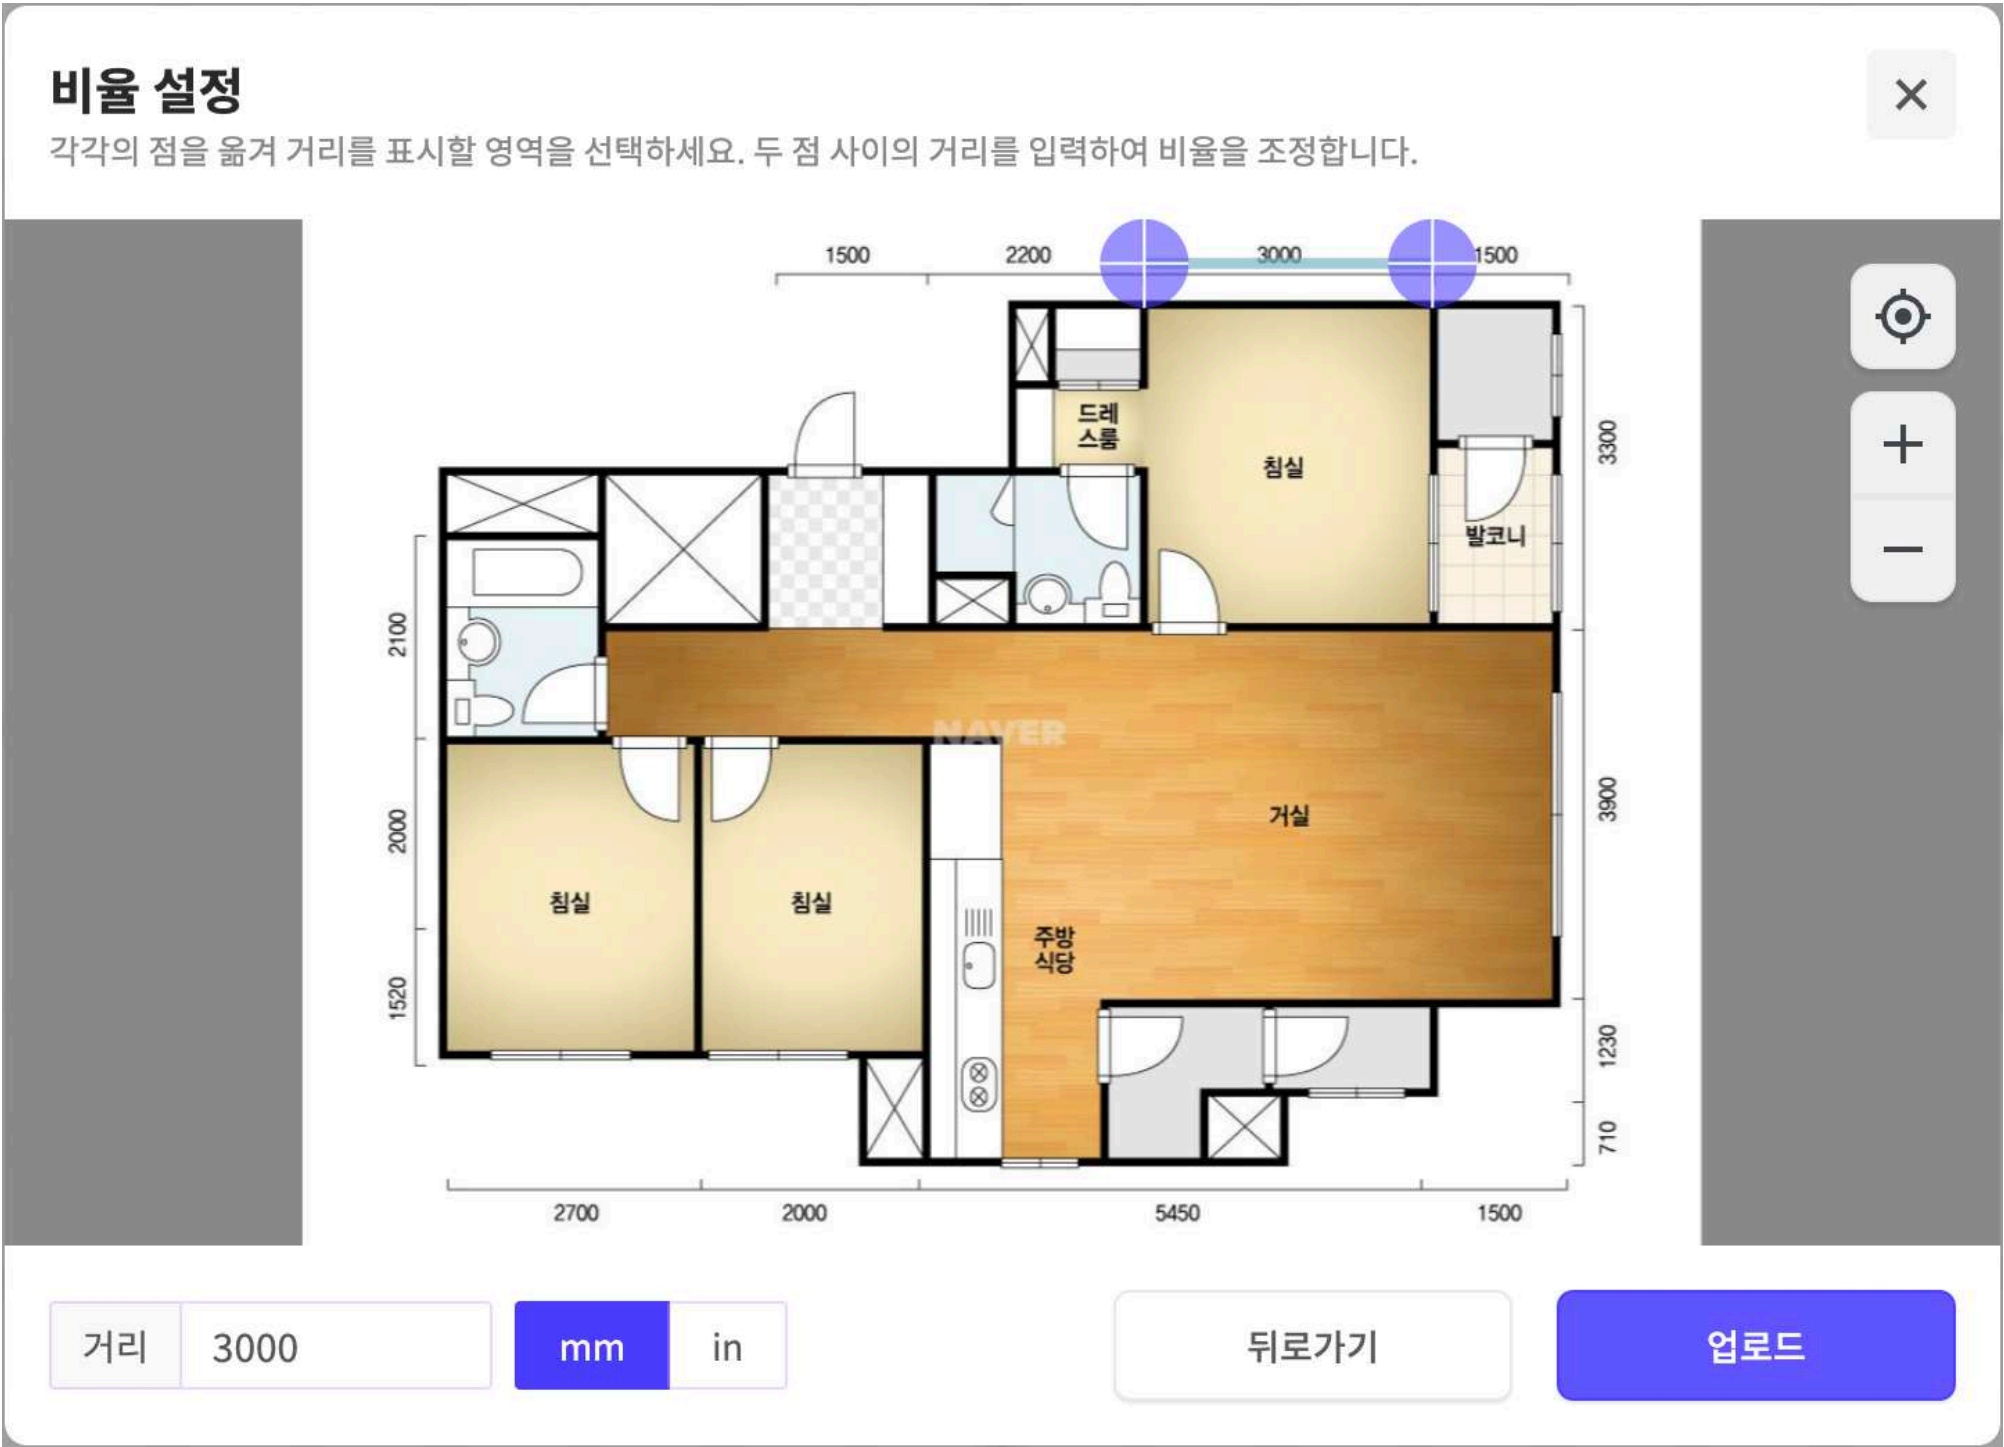 비율 설정
각각의 점을 옮겨 거리를 표시할 영역을 선택하세요. 두 점 사이의 거리를 입력하여 비율을 조정합니다.
1500 2200 3000 1500
드레
스룸
침실
3300
발코니
2100
NAVER
거실
3900
2000
침실 침실
주방
식당
1520
1230
710
2700 2000 5450 1500
거리 3000 mm in 뒤로가기 업로드